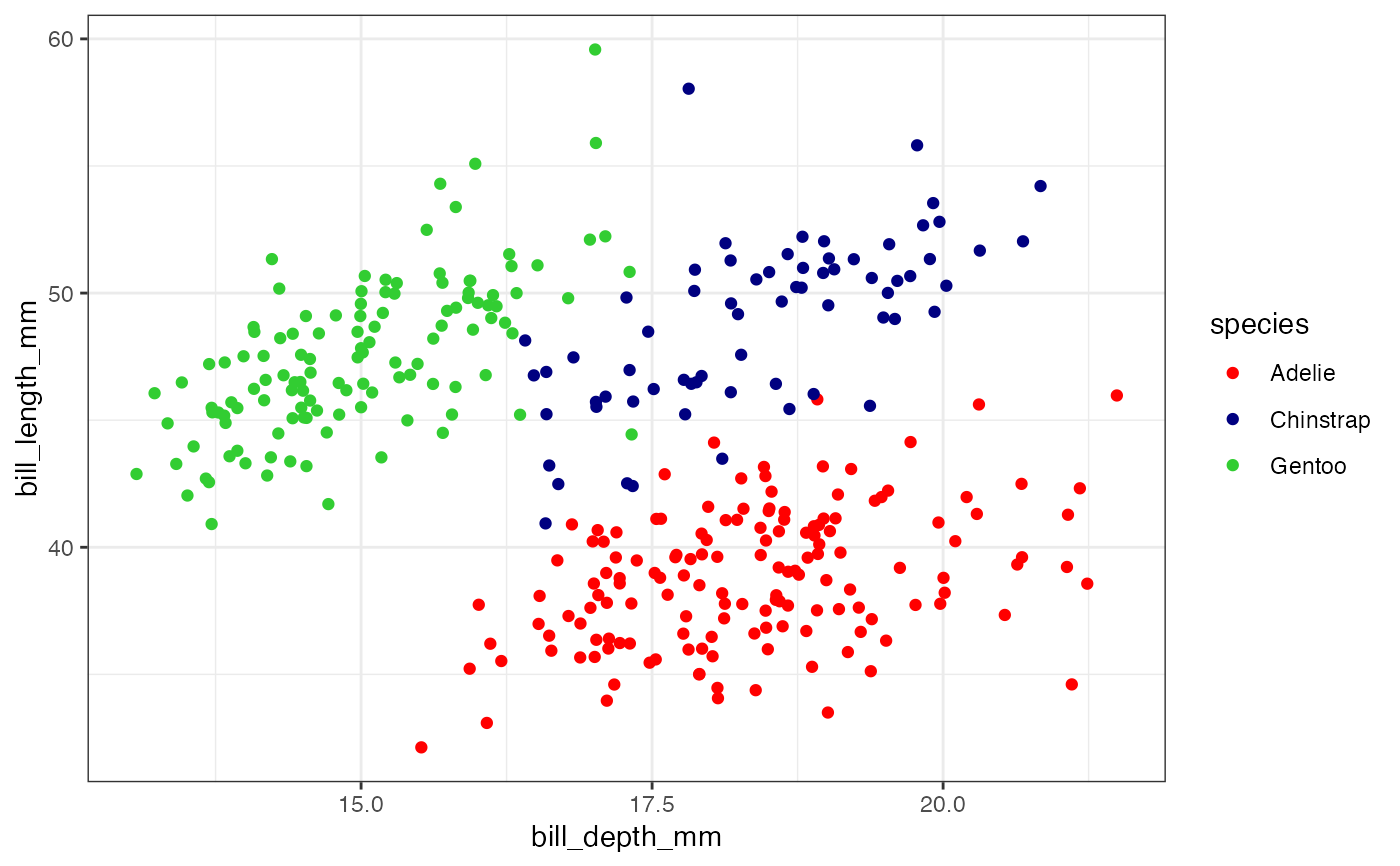 60
50
40
bill_length_mm
15.0
17.5
20.0
bill_depth_mm
species
Adelie
Chinstrap
Gentoo